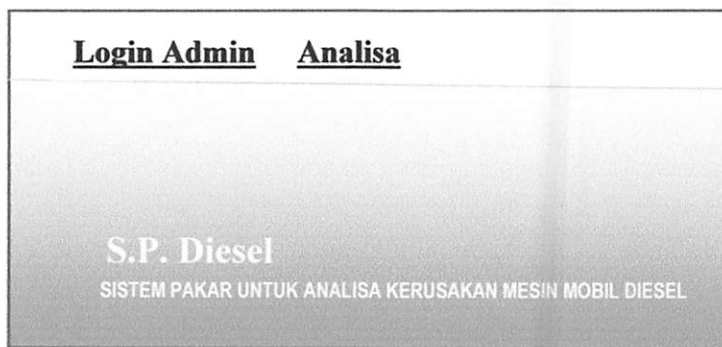 Login Admin Analisa
S.P. Diesel
SISTEM PAKAR UNTUK ANALISA KERUSAKAN MESIN MOBIL DIESEL